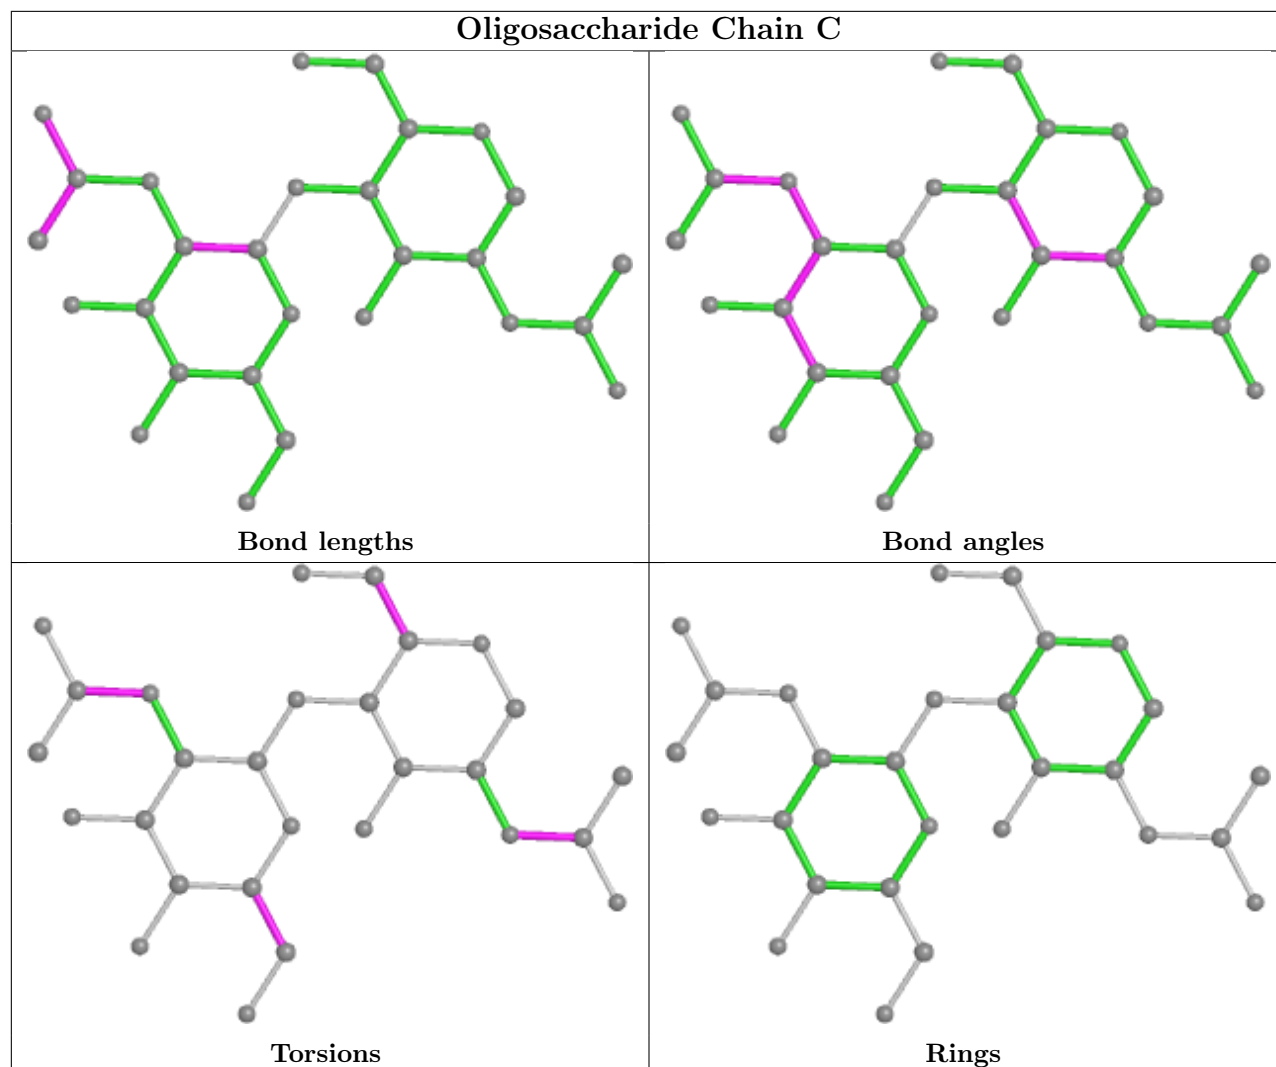 Oligosaccharide Chain C
Bond lengths
Bond angles
Torsions
Rings